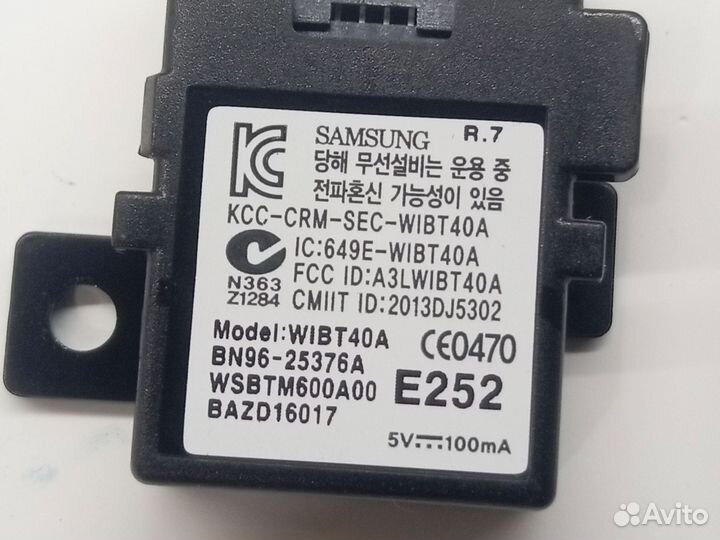 R.7
SAMSUNG
당해 무선설비는 운용 중
전파혼신 가능성이 있음
KCC-CRM-SEC-WIBT40A
IC:649E-WIBT40A
FCC ID:A3LWIBT40A
N363
Z1284
CMIIT ID:2013DJ5302
Model:WIBT40A
CE0470
BN96-25376A
WSBTM600A00
E252
BAZD16017
5V⎓100mA
Avito